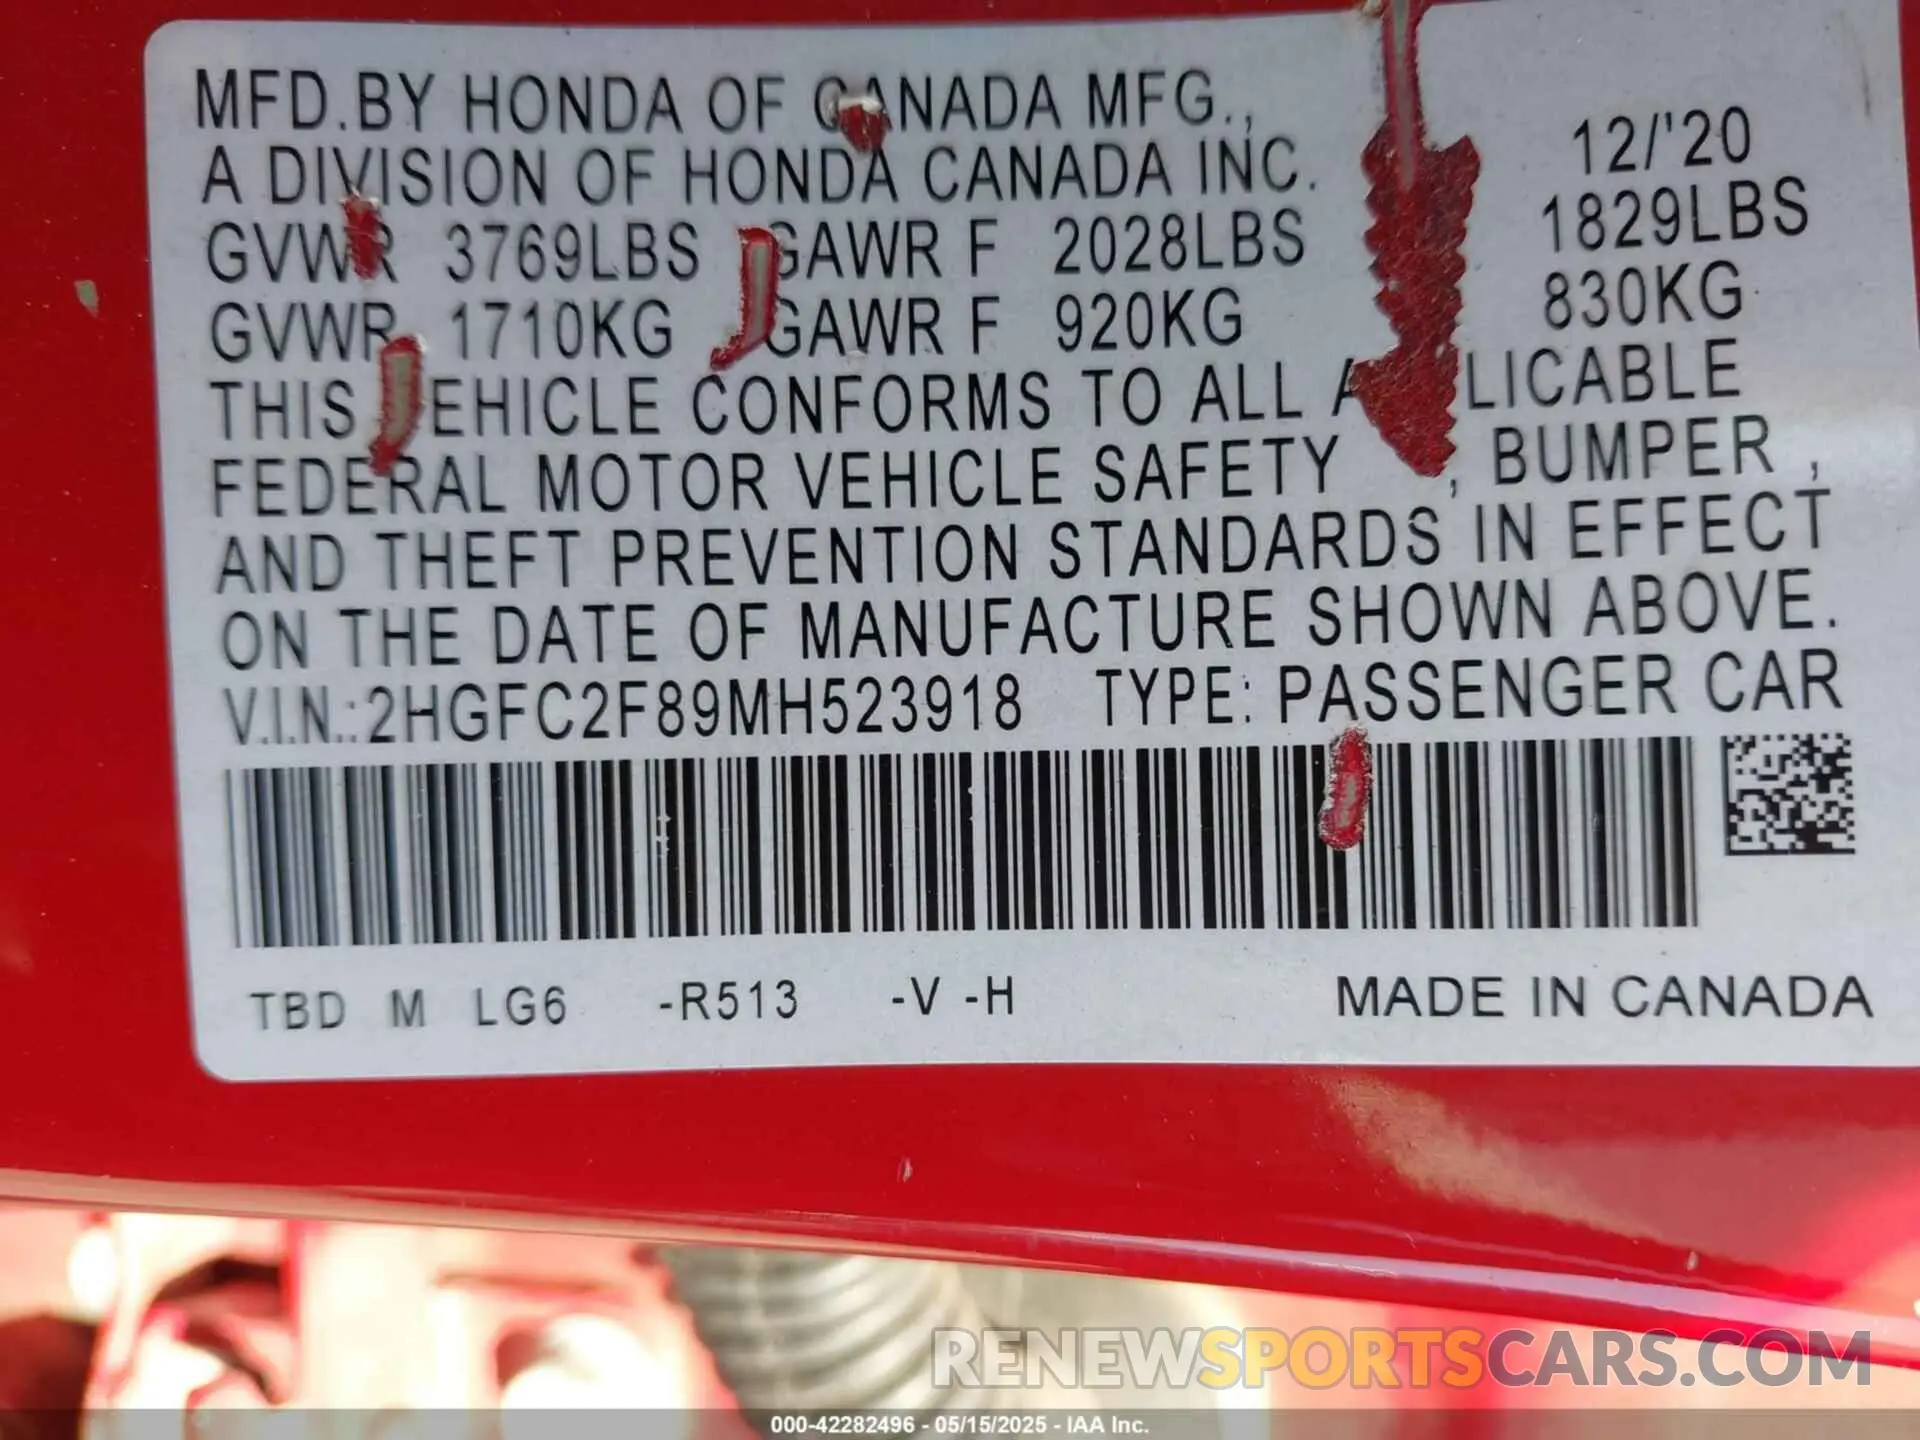 MFD.BY HONDA OF CANADA MFG.,
A DIVISION OF HONDA CANADA INC. 12/'20
GVWR 3769LBS GAWR F 2028LBS 1829LBS
GVWR 1710KG GAWR F 920KG 830KG
THIS EHICLE CONFORMS TO ALL A LICABLE
FEDERAL MOTOR VEHICLE SAFETY , BUMPER ,
AND THEFT PREVENTION STANDARDS IN EFFECT
ON THE DATE OF MANUFACTURE SHOWN ABOVE.
V.I.N.:2HGFC2F89MH523918 TYPE: PASSENGER CAR
TBD M LG6 -R513 -V -H MADE IN CANADA
RENEWSPORTSCARS.COM
000-42282496 - 05/15/2025 - IAA Inc.